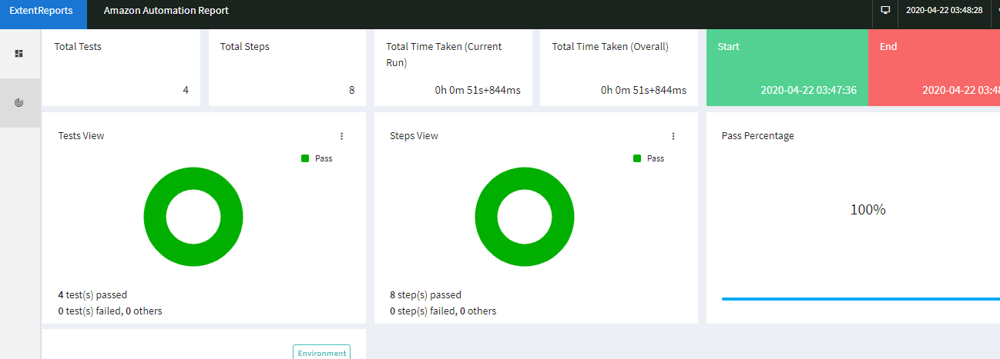 ExtentReports
Amazon Automation Report
2020-04-22 03:48:28
Total Tests
4
Total Steps
8
Total Time Taken (Current
Run)
0h 0m 51s+844ms
Total Time Taken (Overall)
0h 0m 51s+844ms
Start
2020-04-22 03:47:36
End
2020-04-22 03:48
Tests View
Pass
4 test(s) passed
0 test(s) failed, 0 others
Steps View
Pass
8 step(s) passed
0 step(s) failed, 0 others
Pass Percentage
100%
Environment